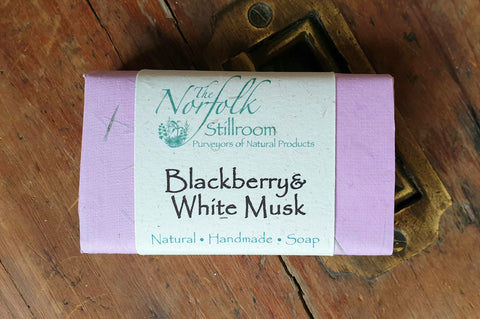 The
Norfolk
Stillroom
Purveyors of Natural Products
Blackberry&
White Musk
Natural • Handmade • Soap